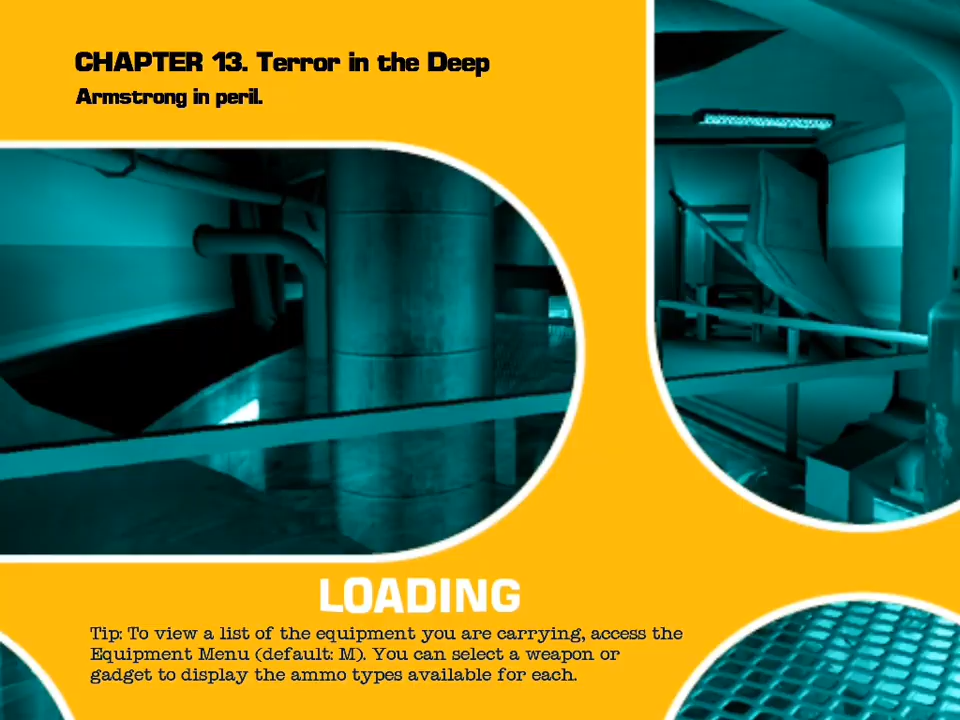 CHAPTER 13. Terror in the Deep
Armstrong in peril.
LOADING
Tip: To view a list of the equipment you are carrying, access the
Equipment Menu (default: M). You can select a weapon or
gadget to display the ammo types available for each.